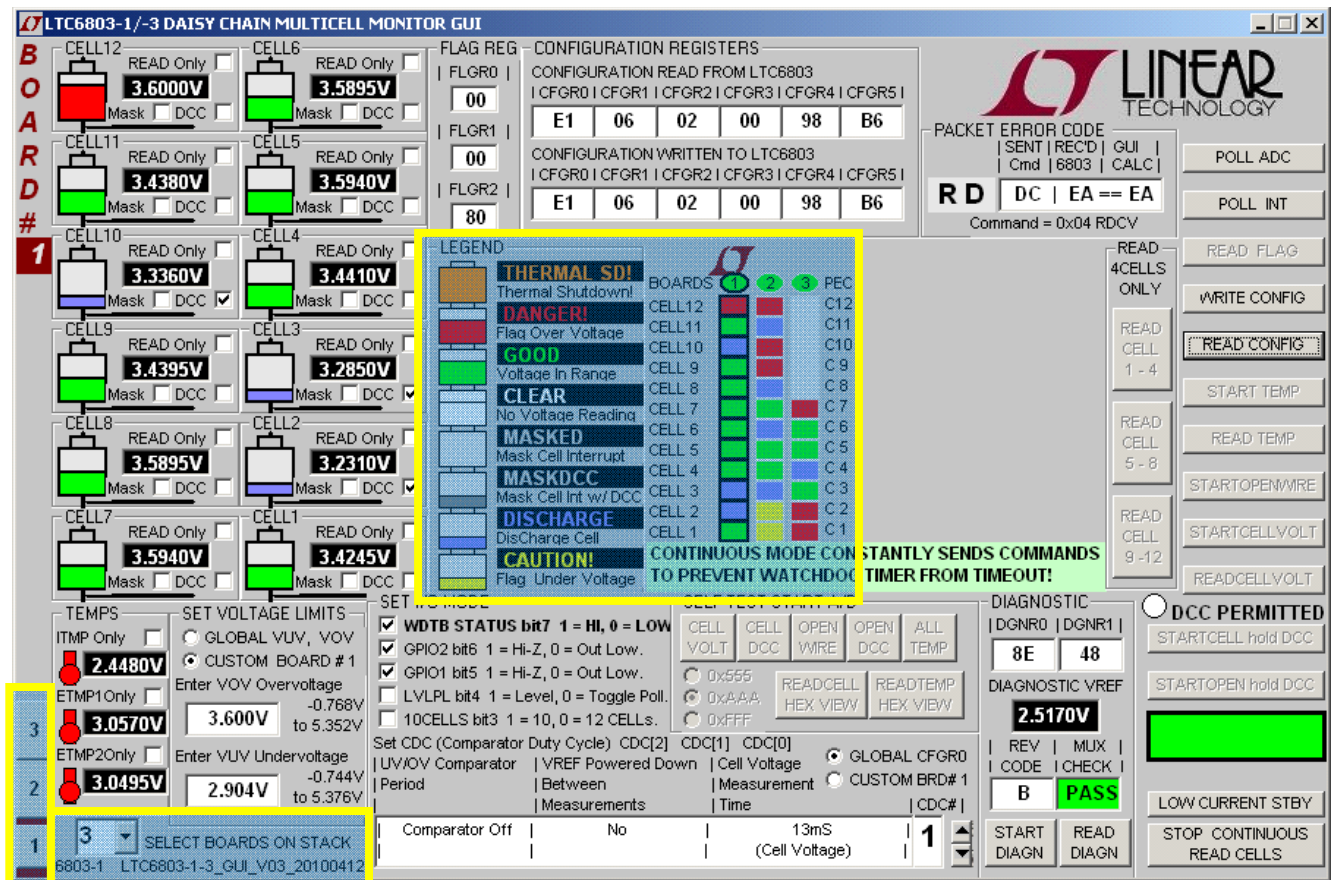 LTC6803-1/-3 DAISY CHAIN MULTICELL MONITOR GUI
BOARD#
1
CELL12
READ Only
3.6000V
Mask DCC
CELL6
READ Only
3.5895V
Mask DCC
CELL11
READ Only
3.4380V
Mask DCC
CELL5
READ Only
3.5940V
Mask DCC
CELL10
READ Only
3.3360V
Mask DCC
CELL4
READ Only
3.4410V
Mask DCC
CELL9
READ Only
3.4395V
Mask DCC
CELL3
READ Only
3.2850V
Mask DCC
CELL8
READ Only
3.5895V
Mask DCC
CELL2
READ Only
3.2310V
Mask DCC
CELL7
READ Only
3.5940V
Mask DCC
CELL1
READ Only
3.4245V
Mask DCC
FLAG REG
| FLGR0 |
00
| FLGR1 |
00
| FLGR2 |
80
CONFIGURATION REGISTERS
CONFIGURATION READ FROM LTC6803
| CFGR0 | CFGR1 | CFGR2 | CFGR3 | CFGR4 | CFGR5 |
E1 06 02 00 98 B6
CONFIGURATION WRITTEN TO LTC6803
| CFGR0 | CFGR1 | CFGR2 | CFGR3 | CFGR4 | CFGR5 |
E1 06 02 00 98 B6
LINEAR
TECHNOLOGY
PACKET ERROR CODE
| SENT | REC'D | GUI |
| Cmd | 6803 | CALC |
R D DC | EA == EA
Command = 0x04 RDCV
LEGEND
THERMAL SD!
Thermal Shutdown!
DANGER!
Flag Over Voltage
GOOD
Voltage In Range
CLEAR
No Voltage Reading
MASKED
Mask Cell Interrupt
MASKDCC
Mask Cell Int w/ DCC
DISCHARGE
DisCharge Cell
CAUTION!
Flag Under Voltage
BOARDS 1 2 3 PEC
CELL12 C12
CELL11 C11
CELL10 C10
CELL 9 C 9
CELL 8 C 8
CELL 7 C 7
CELL 6 C 6
CELL 5 C 5
CELL 4 C 4
CELL 3 C 3
CELL 2 C 2
CELL 1 C 1
CONTINUOUS MODE CONSTANTLY SENDS COMMANDS
TO PREVENT WATCHDOG TIMER FROM TIMEOUT!
READ
4CELLS
ONLY
READ
CELL
1 - 4
READ
CELL
5 - 8
READ
CELL
9 -12
POLL ADC
POLL INT
READ FLAG
WRITE CONFIG
READ CONFIG
START TEMP
READ TEMP
STARTOPENWIRE
STARTCELLVOLT
READCELLVOLT
TEMPS
ITMP Only
2.4480V
ETMP1Only
3.0570V
ETMP2Only
3.0495V
SET VOLTAGE LIMITS
GLOBAL VUV, VOV
CUSTOM BOARD # 1
Enter VOV Overvoltage
3.600V
-0.768V
to 5.352V
Enter VUV Undervoltage
2.904V
-0.744V
to 5.376V
3
2
1
3
SELECT BOARDS ON STACK
6803-1 LTC6803-1-3_GUI_V03_20100412
SET I/O MODE
WDTB STATUS bit7 1 = HI, 0 = LOW
GPIO2 bit6 1 = Hi-Z, 0 = Out Low.
GPIO1 bit5 1 = Hi-Z, 0 = Out Low.
LVLPL bit4 1 = Level, 0 = Toggle Poll.
10CELLS bit3 1 = 10, 0 = 12 CELLs.
SELF TEST START A/D
CELL VOLT
CELL DCC
OPEN WIRE
OPEN DCC
ALL TEMP
0x555
0xAAA
0xFFF
READCELL HEX VIEW
READTEMP HEX VIEW
Set CDC (Comparator Duty Cycle) CDC[2] CDC[1] CDC[0]
GLOBAL CFGR0
CUSTOM BRD# 1
| UV/OV Comparator | VREF Powered Down | Cell Voltage
| Period | Between | Measurement
| | Measurements | Time | CDC# |
| Comparator Off | No | 13mS | 1
| | (Cell Voltage) |
DIAGNOSTIC
| DGNR0 | DGNR1 |
8E 48
DIAGNOSTIC VREF
2.5170V
| REV | MUX |
| CODE | CHECK |
B PASS
START DIAGN
READ DIAGN
DCC PERMITTED
STARTCELL hold DCC
STARTOPEN hold DCC
LOW CURRENT STBY
STOP CONTINUOUS
READ CELLS